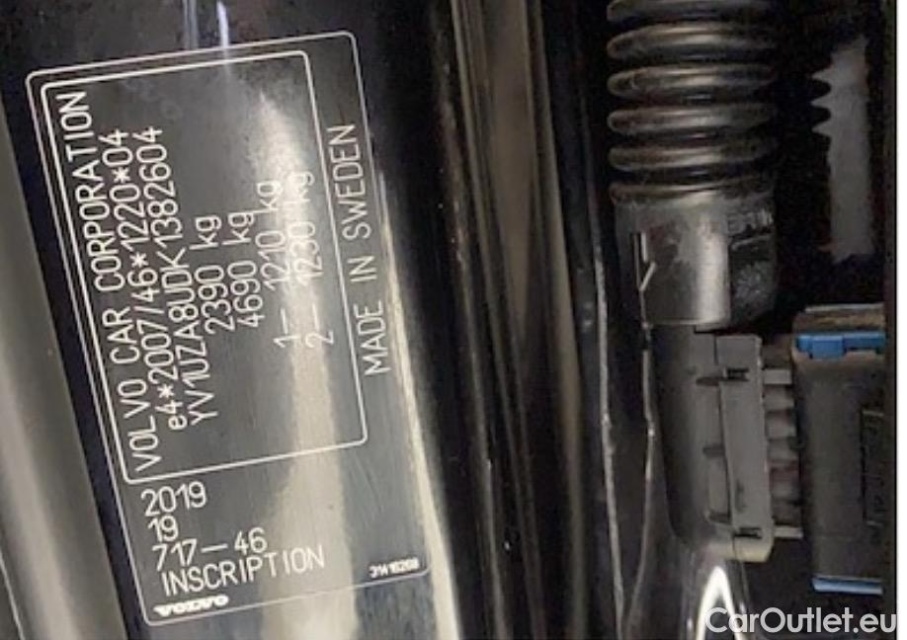 VOLVO CAR CORPORATION
e4*2007/46*1220*04
YV1UZA8UDK1382604
2390 kg
4690 kg
1— 1210 kg
2— 1230 kg
MADE IN SWEDEN
2019
19
717—46
INSCRIPTION
VOLVO
CarOutlet.eu